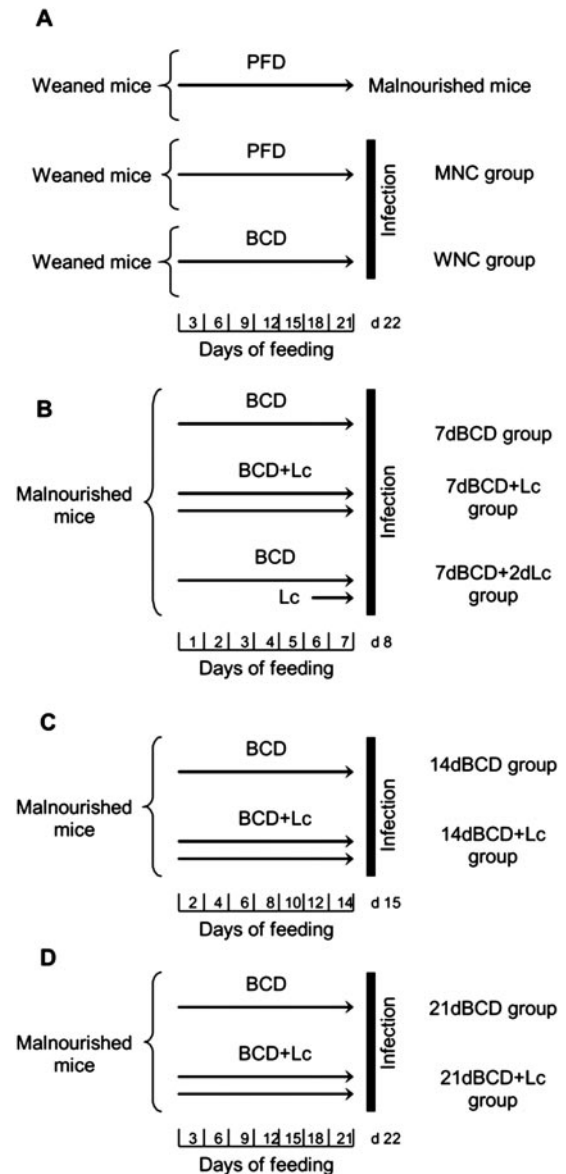 A
PFD
Weaned mice
Malnourished mice
PFD
Weaned mice
MNC group
Infection
BCD
Weaned mice
WNC group
3 6 9 12 15 18 21 d 22
Days of feeding
B
BCD
7dBCD group
BCD+Lc
7dBCD+Lc
group
Malnourished
mice
Infection
BCD
Lc
7dBCD+2dLc
group
1 2 3 4 5 6 7 d 8
Days of feeding
C
BCD
14dBCD group
Malnourished
mice
BCD+Lc
Infection
14dBCD+Lc
group
2 4 6 8 10 12 14 d 15
Days of feeding
D
BCD
21dBCD group
Malnourished
mice
BCD+Lc
Infection
21dBCD+Lc
group
3 6 9 12 15 18 21 d 22
Days of feeding